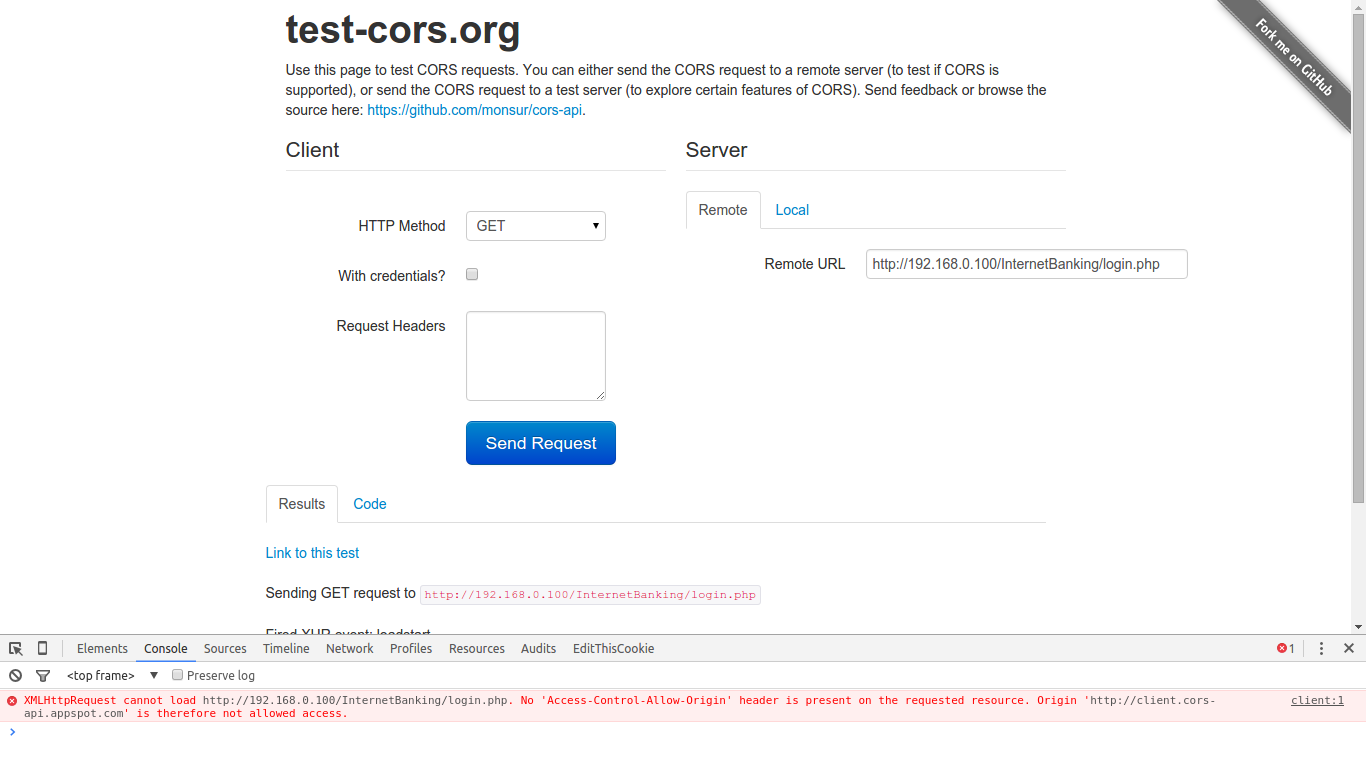 test-cors.org
Fork me on GitHub
Use this page to test CORS requests. You can either send the CORS request to a remote server (to test if CORS is
supported), or send the CORS request to a test server (to explore certain features of CORS). Send feedback or browse the
source here: https://github.com/monsur/cors-api.
Client
Server
HTTP Method GET
Remote Local
With credentials?
Remote URL http://192.168.0.100/InternetBanking/login.php
Request Headers
Send Request
Results Code
Link to this test
Sending GET request to http://192.168.0.100/InternetBanking/login.php
Fired XHR event: loadstart
Elements Console Sources Timeline Network Profiles Resources Audits EditThisCookie 1
<top frame> Preserve log
XMLHttpRequest cannot load http://192.168.0.100/InternetBanking/login.php. No 'Access-Control-Allow-Origin' header is present on the requested resource. Origin 'http://client.cors- client:1
api.appspot.com' is therefore not allowed access.